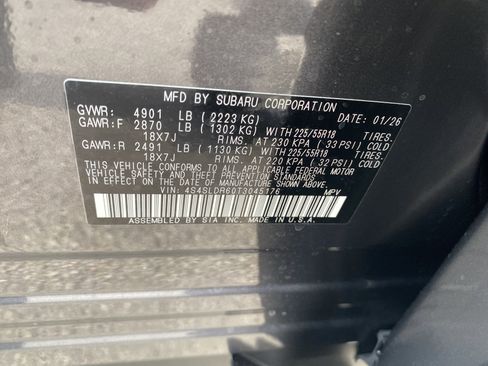 MFD BY SUBARU CORPORATION
GVWR: 4901 LB ( 2223 KG) DATE: 01/26
GAWR:F 2870 LB ( 1302 KG) WITH 225/55R18 TIRES.
18X7J RIMS. AT 230 KPA ( 33 PSI) COLD
GAWR:R 2491 LB ( 1130 KG) WITH 225/55R18 TIRES.
18X7J RIMS. AT 220 KPA ( 32 PSI) COLD
THIS VEHICLE CONFORMS TO ALL APPLICABLE FEDERAL MOTOR
VEHICLE SAFETY AND THEFT PREVENTION STANDARDS IN
EFFECT ON THE DATE OF MANUFACTURE SHOWN ABOVE.
VIN: 4S4SLDR60T3045176 MPV
ASSEMBLED BY SIA INC. MADE IN U.S.A.